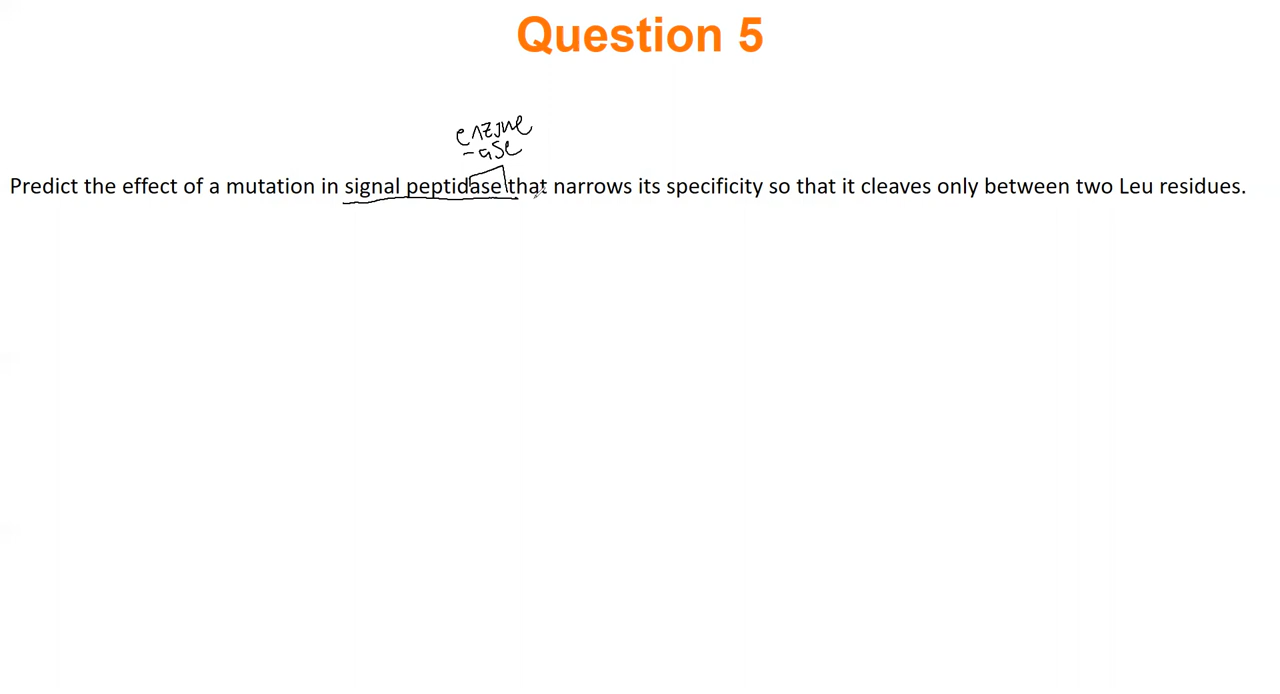 Question 5
enzyme
-ase
Predict the effect of a mutation in signal peptidase that narrows its specificity so that it cleaves only between two Leu residues.